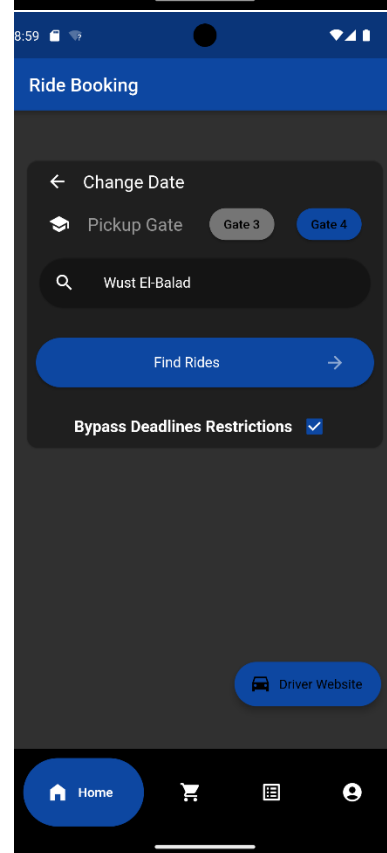 8:59
Ride Booking
Change Date
Pickup Gate Gate 3 Gate 4
Wust El-Balad
Find Rides
Bypass Deadlines Restrictions
Driver Website
Home